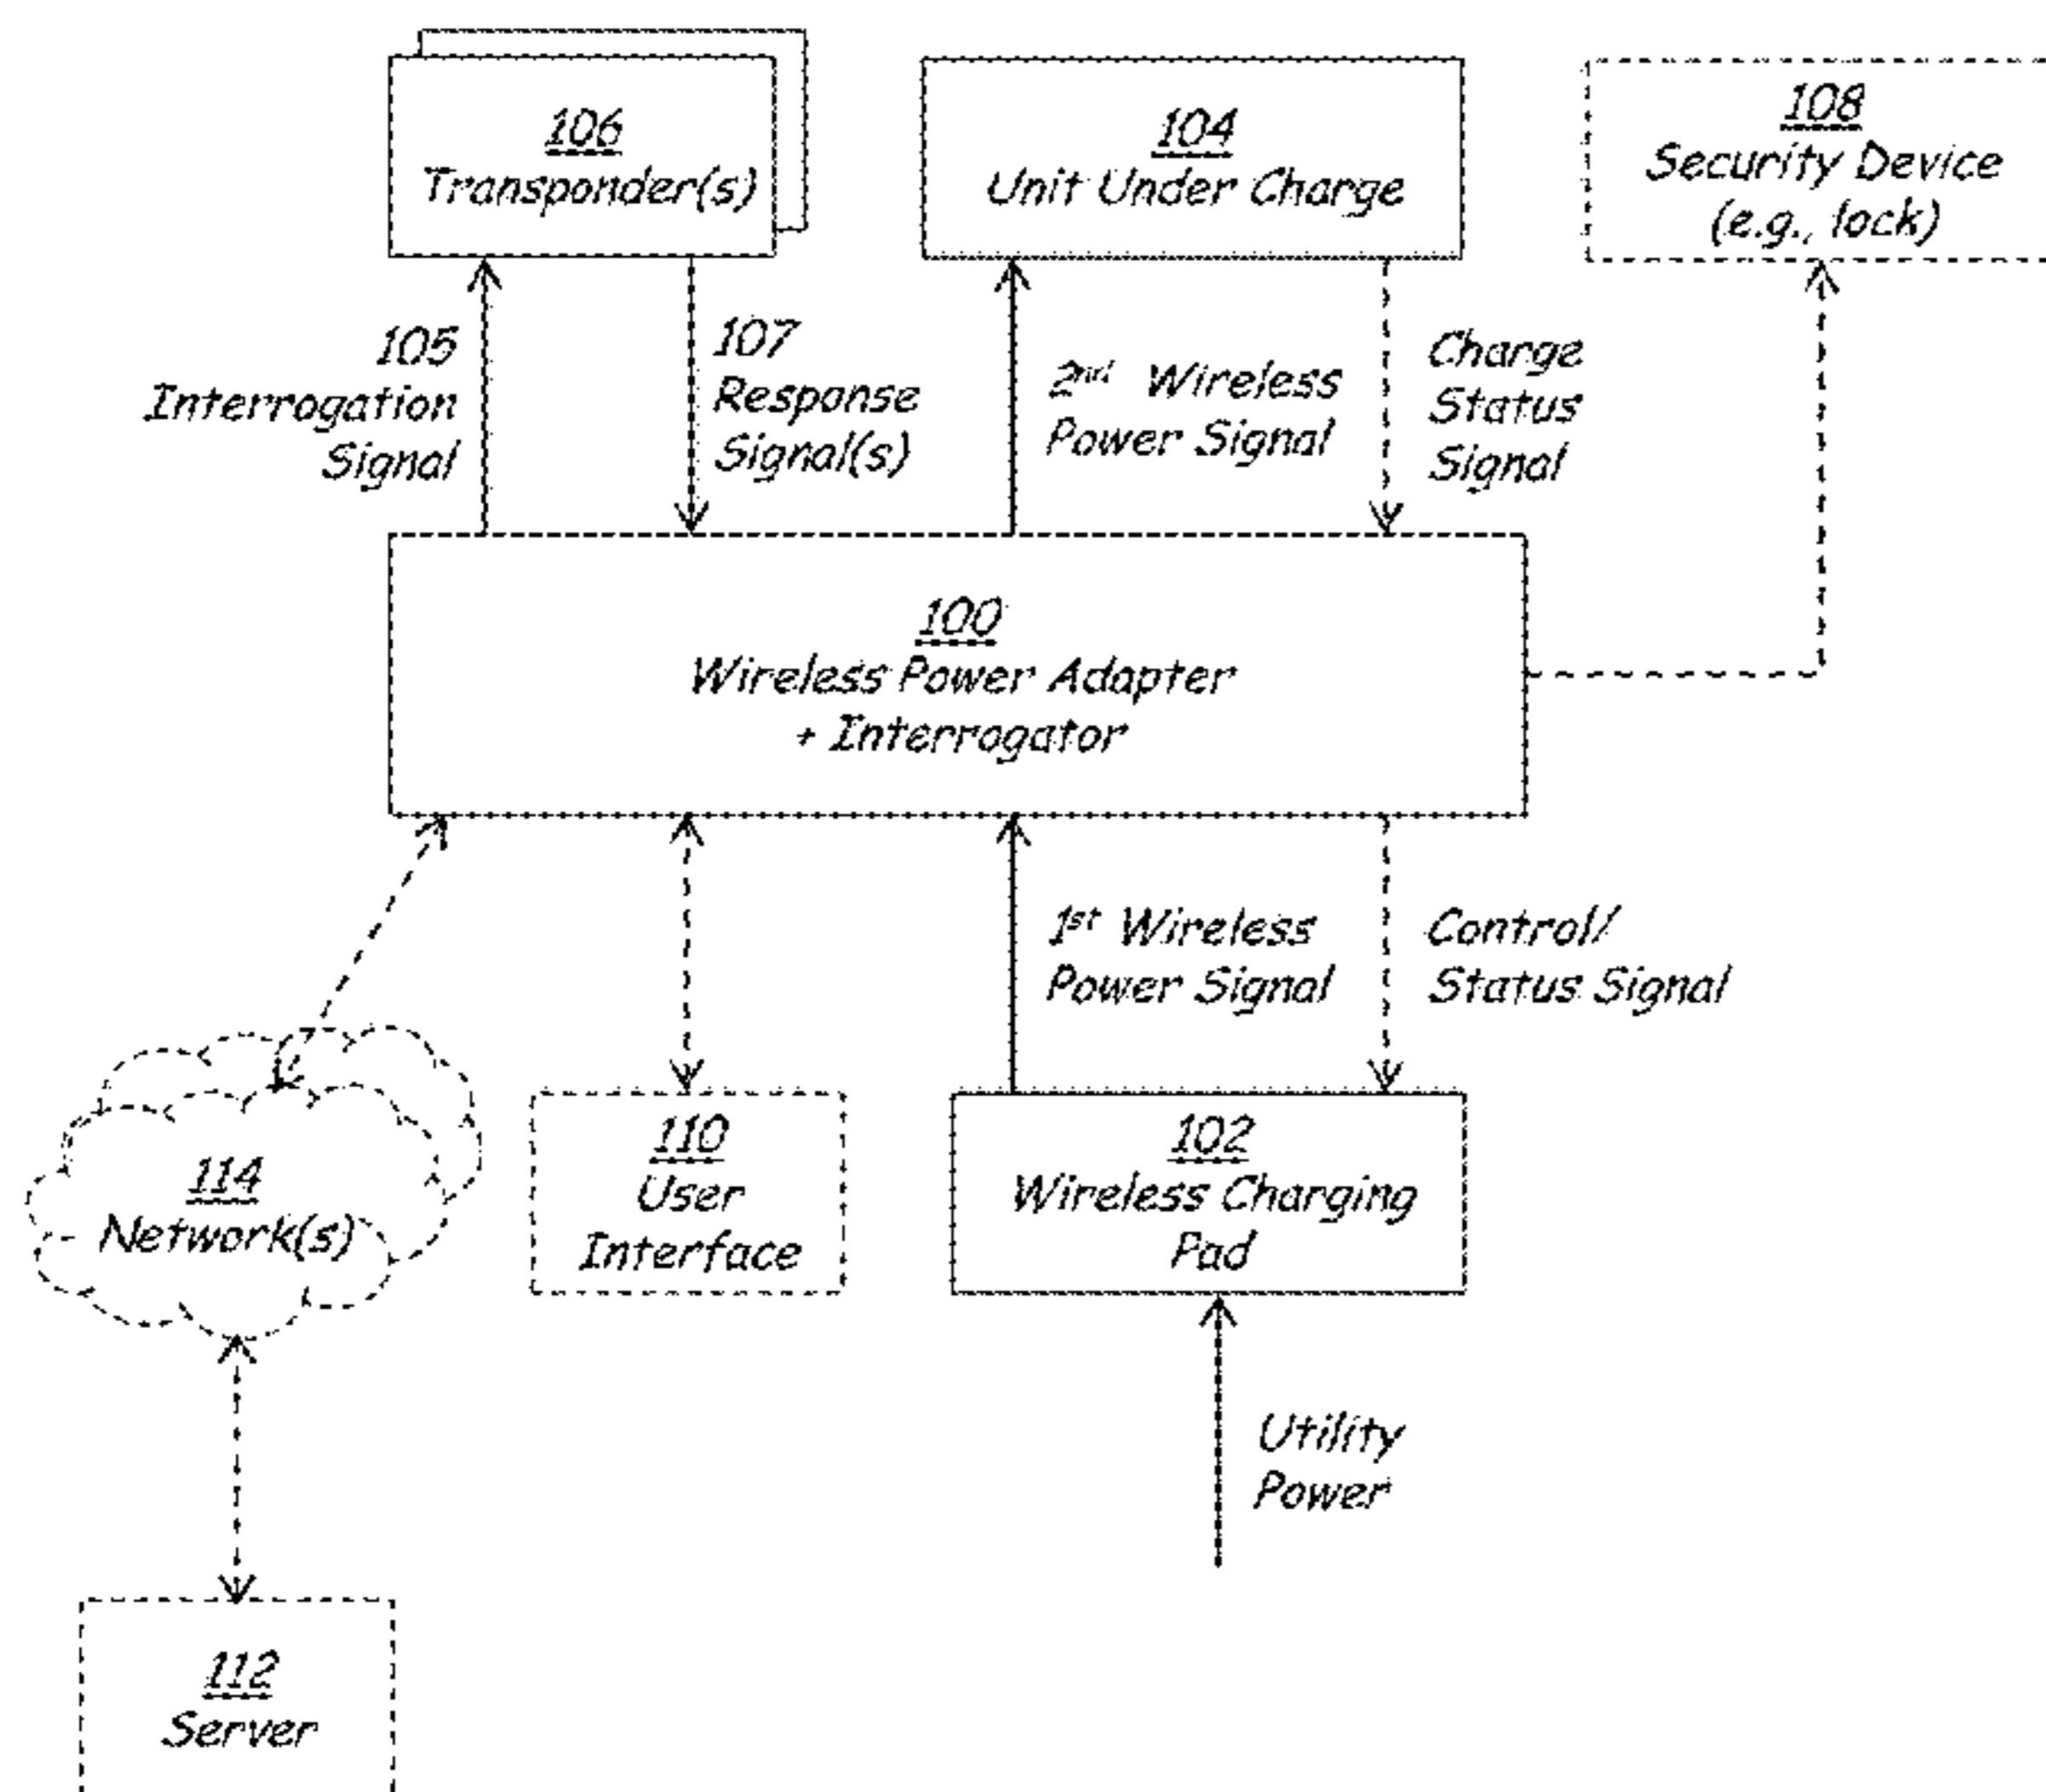 106
Transponder(s)
104
Unit Under Charge
108
Security Device
(e.g., lock)
105
Interrogation
Signal
107
Response
Signal(s)
2nd Wireless
Power Signal
Charge
Status
Signal
100
Wireless Power Adapter
+ Interrogator
1st Wireless
Power Signal
Control/
Status Signal
114
Network(s)
110
User
Interface
102
Wireless Charging
Pad
Utility
Power
112
Server